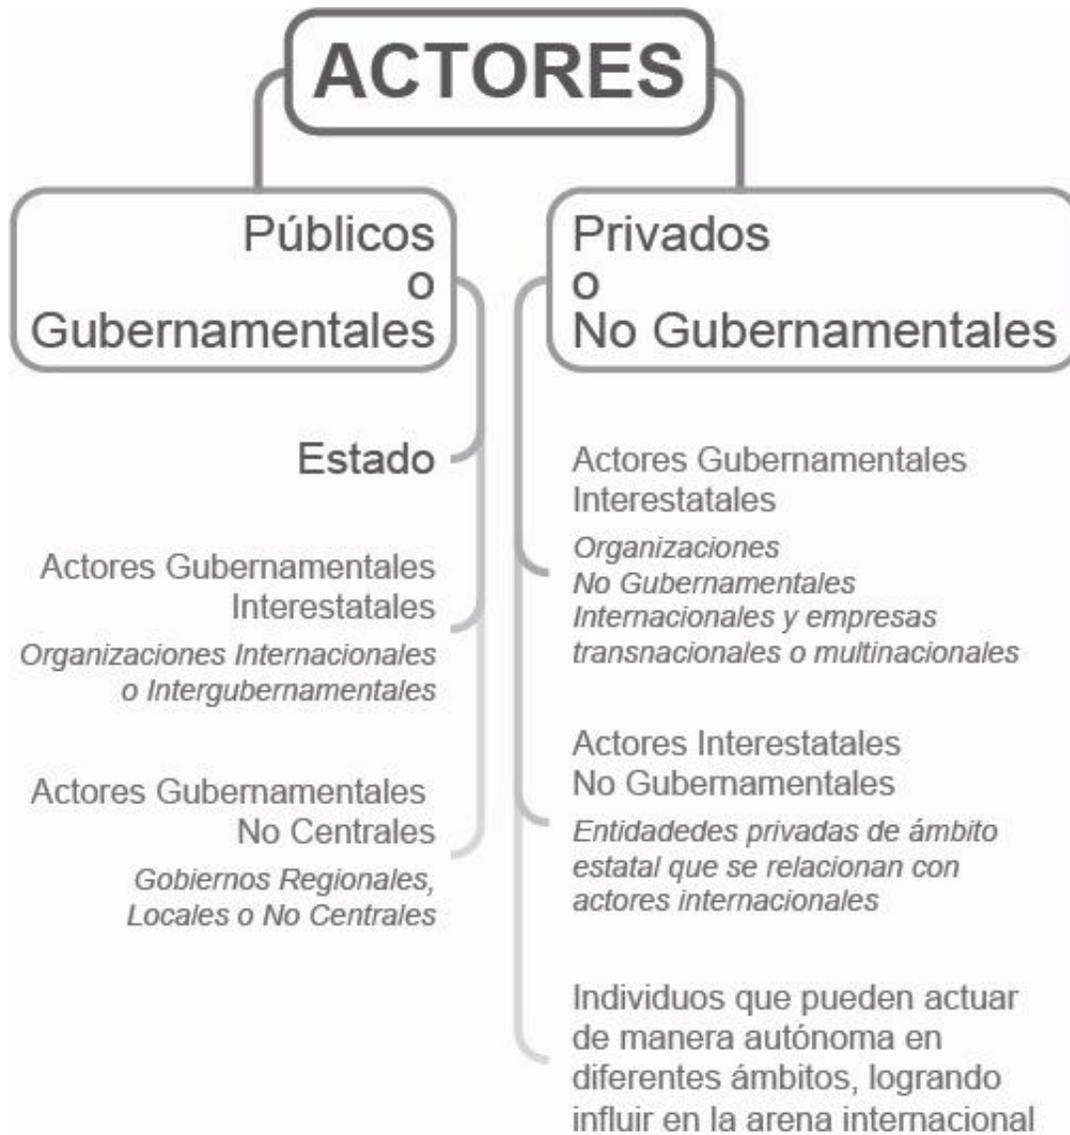 ACTORES
Públicos
o
Gubernamentales
Estado
Actores Gubernamentales
Interestatales
Organizaciones Internacionales
o Intergubernamentales
Actores Gubernamentales
No Centrales
Gobiernos Regionales,
Locales o No Centrales
Privados
o
No Gubernamentales
Actores Gubernamentales
Interestatales
Organizaciones
No Gubernamentales
Internacionales y empresas
transnacionales o multinacionales
Actores Interestatales
No Gubernamentales
Entidadedes privadas de ámbito
estatal que se relacionan con
actores internacionales
Individuos que pueden actuar
de manera autónoma en
diferentes ámbitos, logrando
influir en la arena internacional